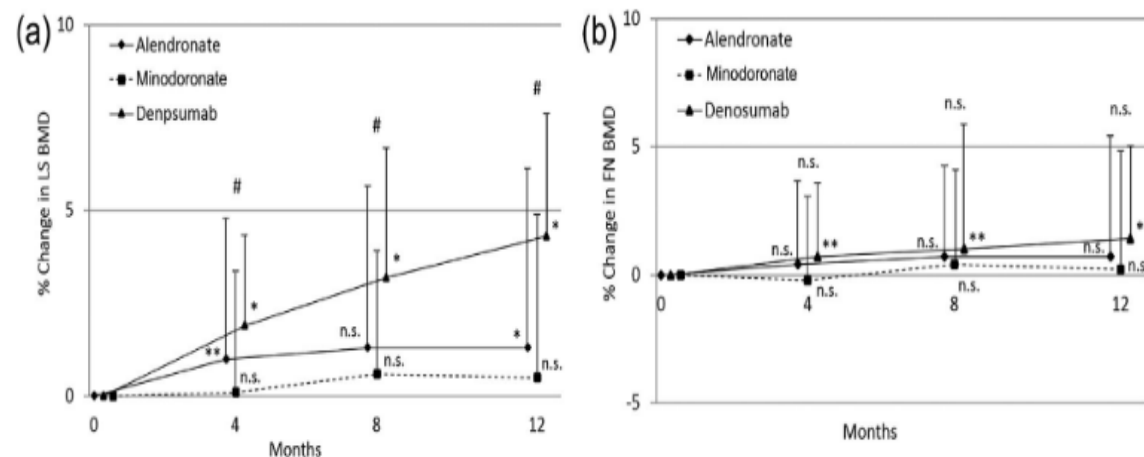 (a)
10
Alendronate
Minodoronate
Denpsumab
% Change in LS BMD
#
#
#
5
*
*
*
**
n.s.
*
n.s.
n.s.
n.s.
0
0
4
8
12
Months
(b)
10
Alendronate
Minodoronate
Denosumab
% Change in FN BMD
n.s.
n.s.
n.s.
5
n.s.
**
n.s.
**
n.s.
*
0
n.s.
n.s.
n.s.
0
4
8
12
-5
Months